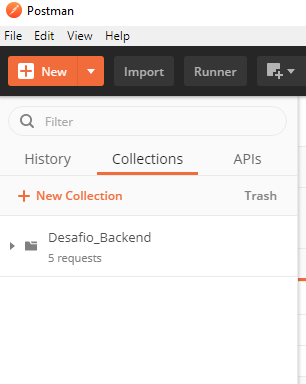 Postman
File Edit View Help
New Import Runner
Filter
History Collections APIs
+ New Collection Trash
Desafio_Backend
5 requests